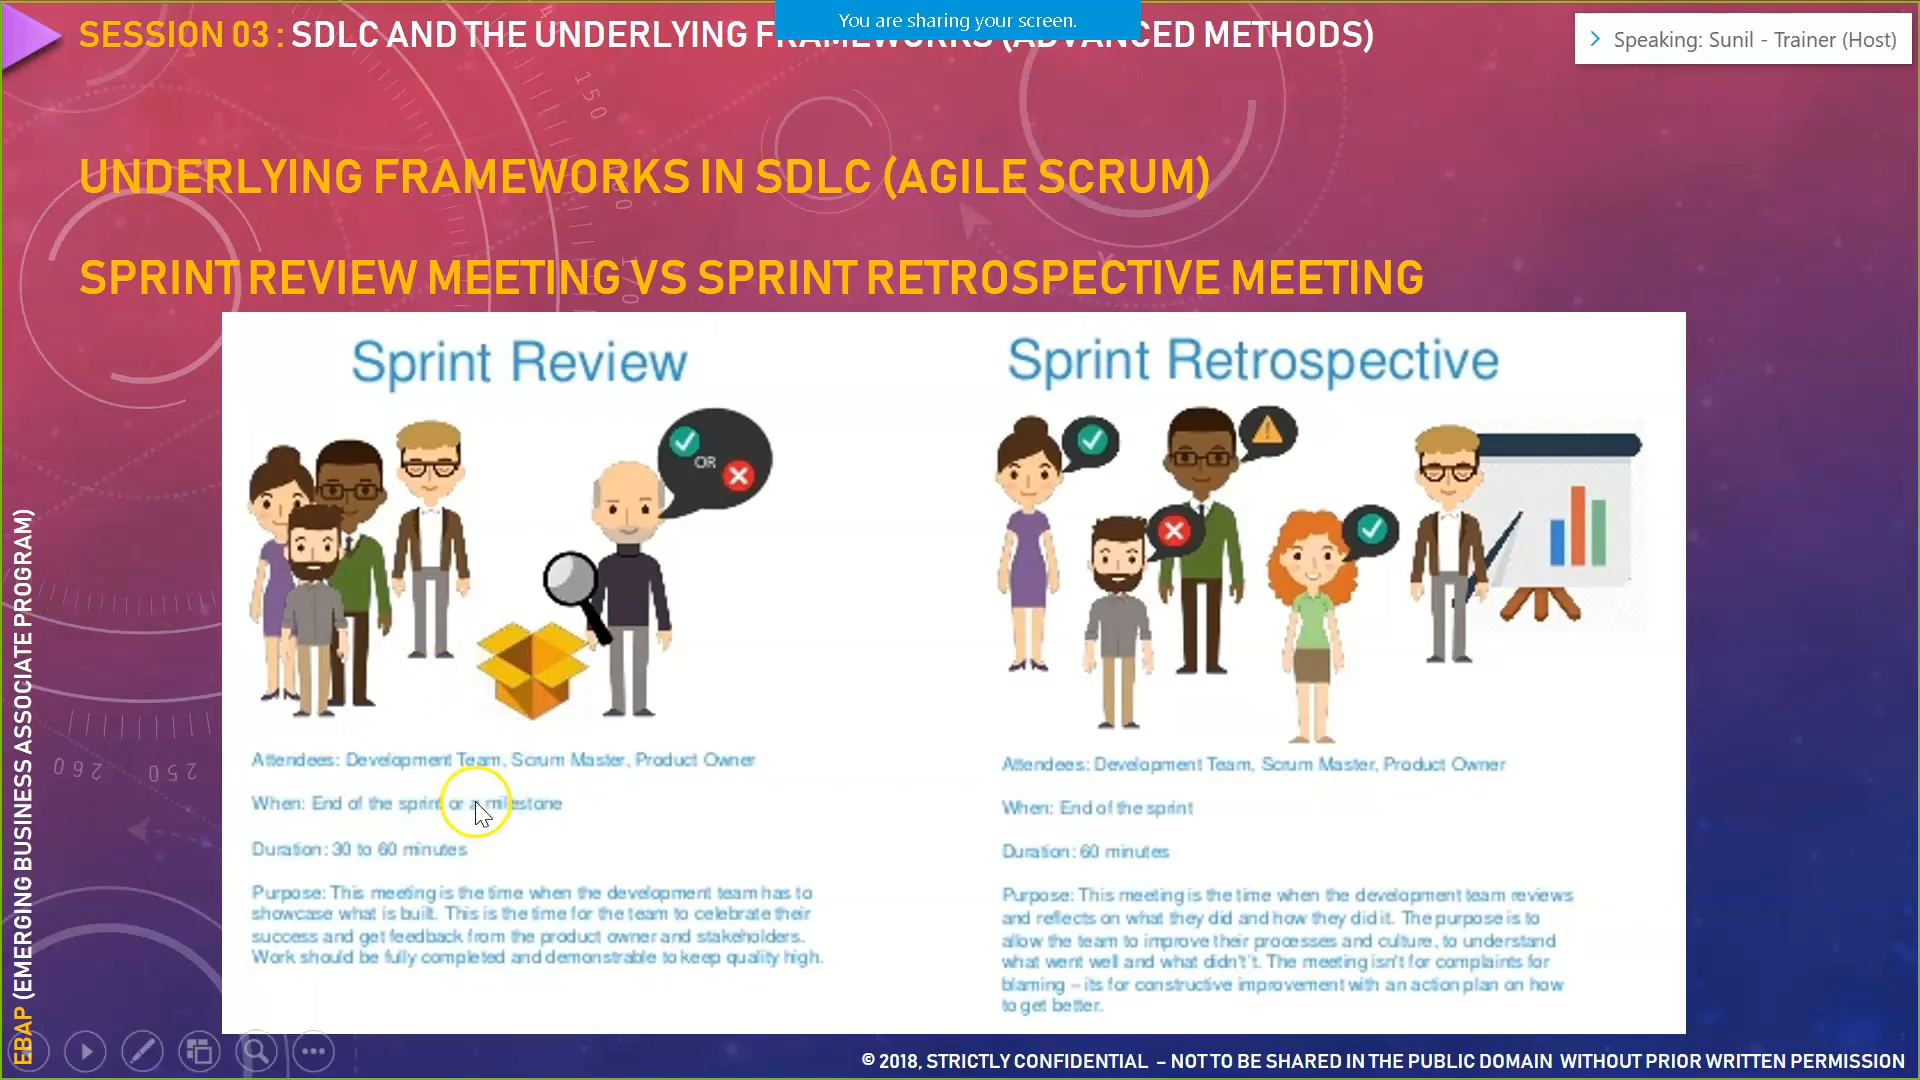 You are sharing your screen.
SESSION 03 : SDLC AND THE UNDERLYING FRAMEWORKS (ADVANCED METHODS)
Speaking: Sunil - Trainer (Host)
UNDERLYING FRAMEWORKS IN SDLC (AGILE SCRUM)
SPRINT REVIEW MEETING VS SPRINT RETROSPECTIVE MEETING
Sprint Review
OR
Attendees: Development Team, Scrum Master, Product Owner
When: End of the sprint or a milestone
Duration: 30 to 60 minutes
Purpose: This meeting is the time when the development team has to
showcase what is built. This is the time for the team to celebrate their
success and get feedback from the product owner and stakeholders.
Work should be fully completed and demonstrable to keep quality high.
Sprint Retrospective
Attendees: Development Team, Scrum Master, Product Owner
When: End of the sprint
Duration: 60 minutes
Purpose: This meeting is the time when the development team reviews
and reflects on what they did and how they did it. The purpose is to
allow the team to improve their processes and culture, to understand
what went well and what didn't't. The meeting isn't for complaints for
blaming – its for constructive improvement with an action plan on how
to get better.
EBAP (EMERGING BUSINESS ASSOCIATE PROGRAM)
150
160
170
260
250
© 2018, STRICTLY CONFIDENTIAL – NOT TO BE SHARED IN THE PUBLIC DOMAIN WITHOUT PRIOR WRITTEN PERMISSION